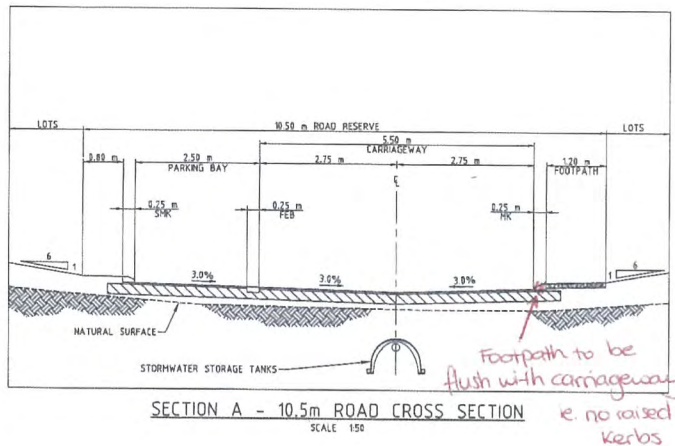 LOTS
10.50 m ROAD RESERVE
LOTS
5.50 m
CARRIAGEWAY
0.80 m
2.50 m
PARKING BAY
2.75 m
2.75 m
1.20 m
FOOTPATH
℄
0.25 m
SMK
0.25 m
FEB
0.25 m
MK
6
1
3.0%
3.0%
3.0%
1
6
NATURAL SURFACE
STORMWATER STORAGE TANKS
Footpath to be
flush with carriageway
ie. no raised
kerbs
SECTION A - 10.5m ROAD CROSS SECTION
SCALE 1:50